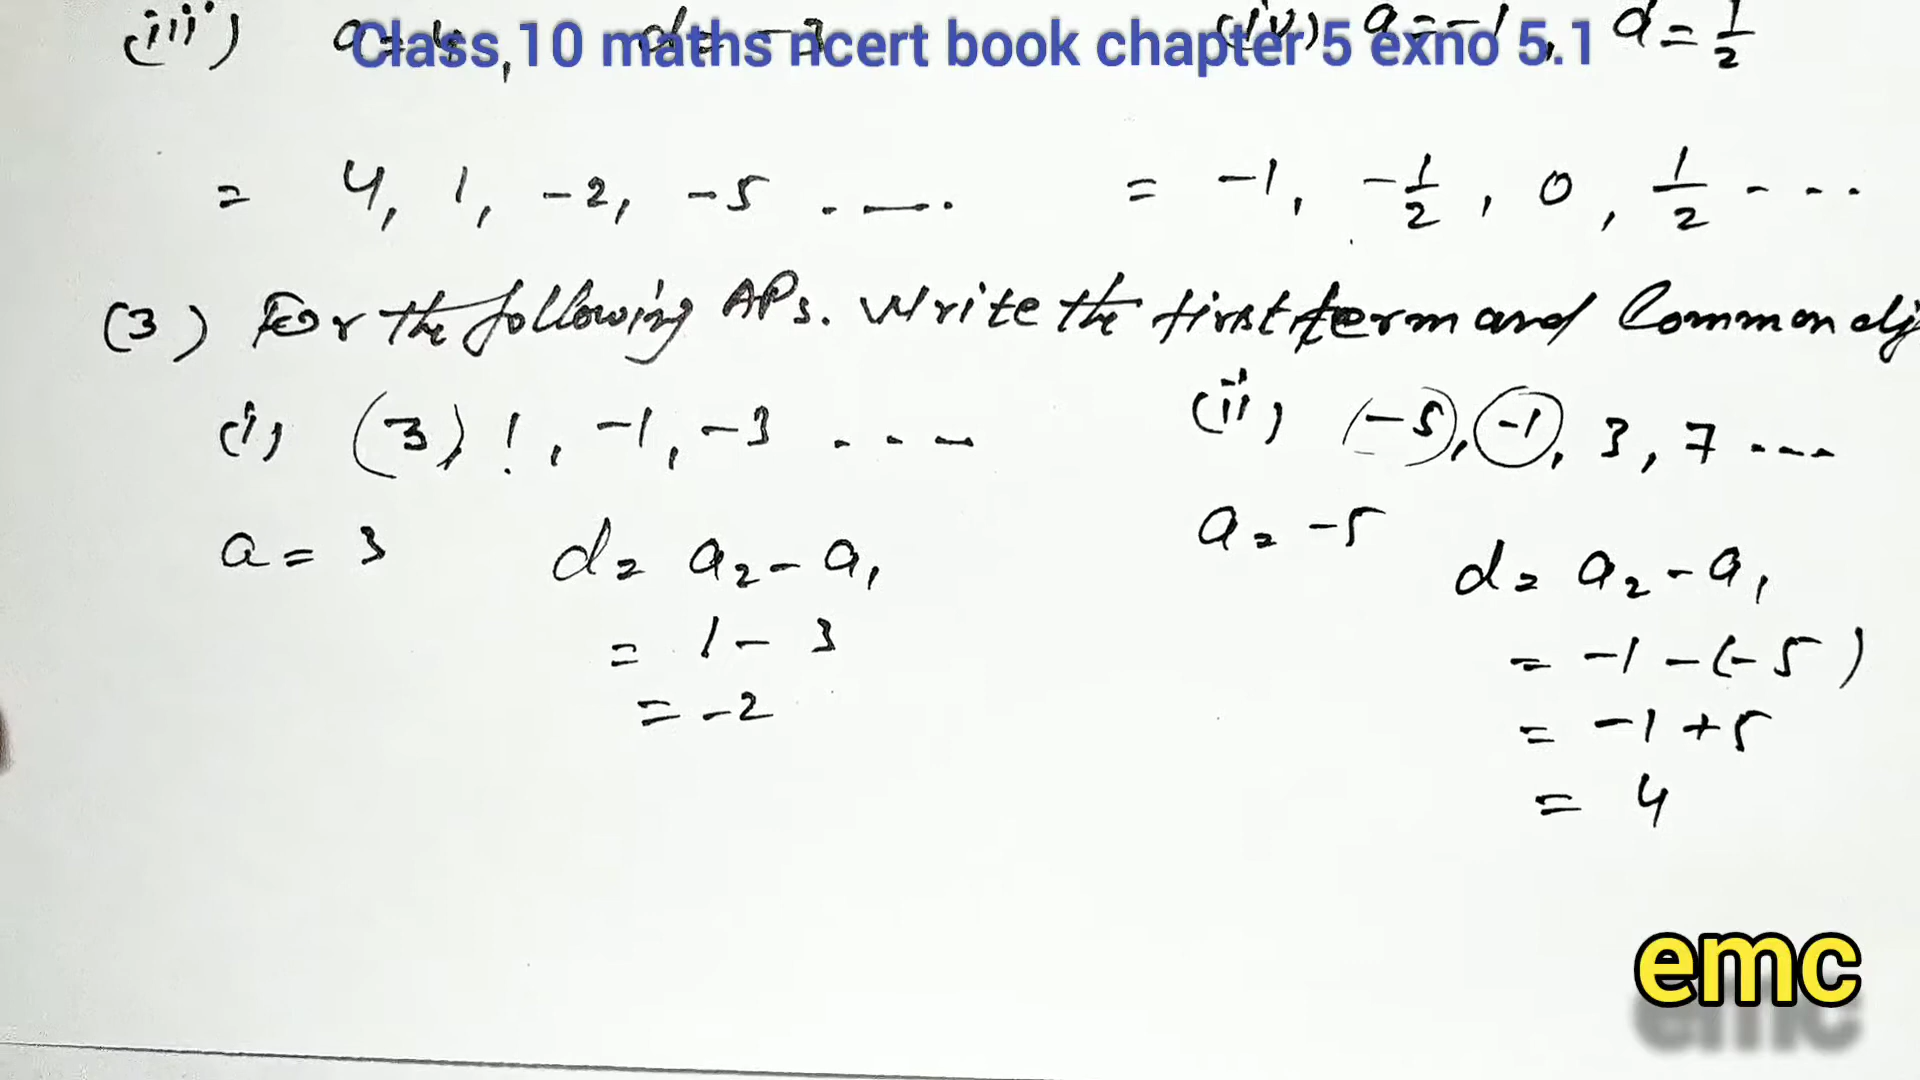 (iii) a = 4, d = -3 (iv) a = -1, d = 1/2
Class 10 maths ncert book chapter 5 exno 5.1
= 4, 1, -2, -5 ..... = -1, -1/2, 0, 1/2 - - - -
(3) For the following APs. Write the first term and Common
(i) (3) 1, -1, -3 ---- (ii) (-5), (-1), 3, 7 ----
a = 3 d = a2 - a1 a = -5 d = a2 - a1
= 1 - 3 = -1 - (-5)
= -2 = -1 + 5
= 4
emc